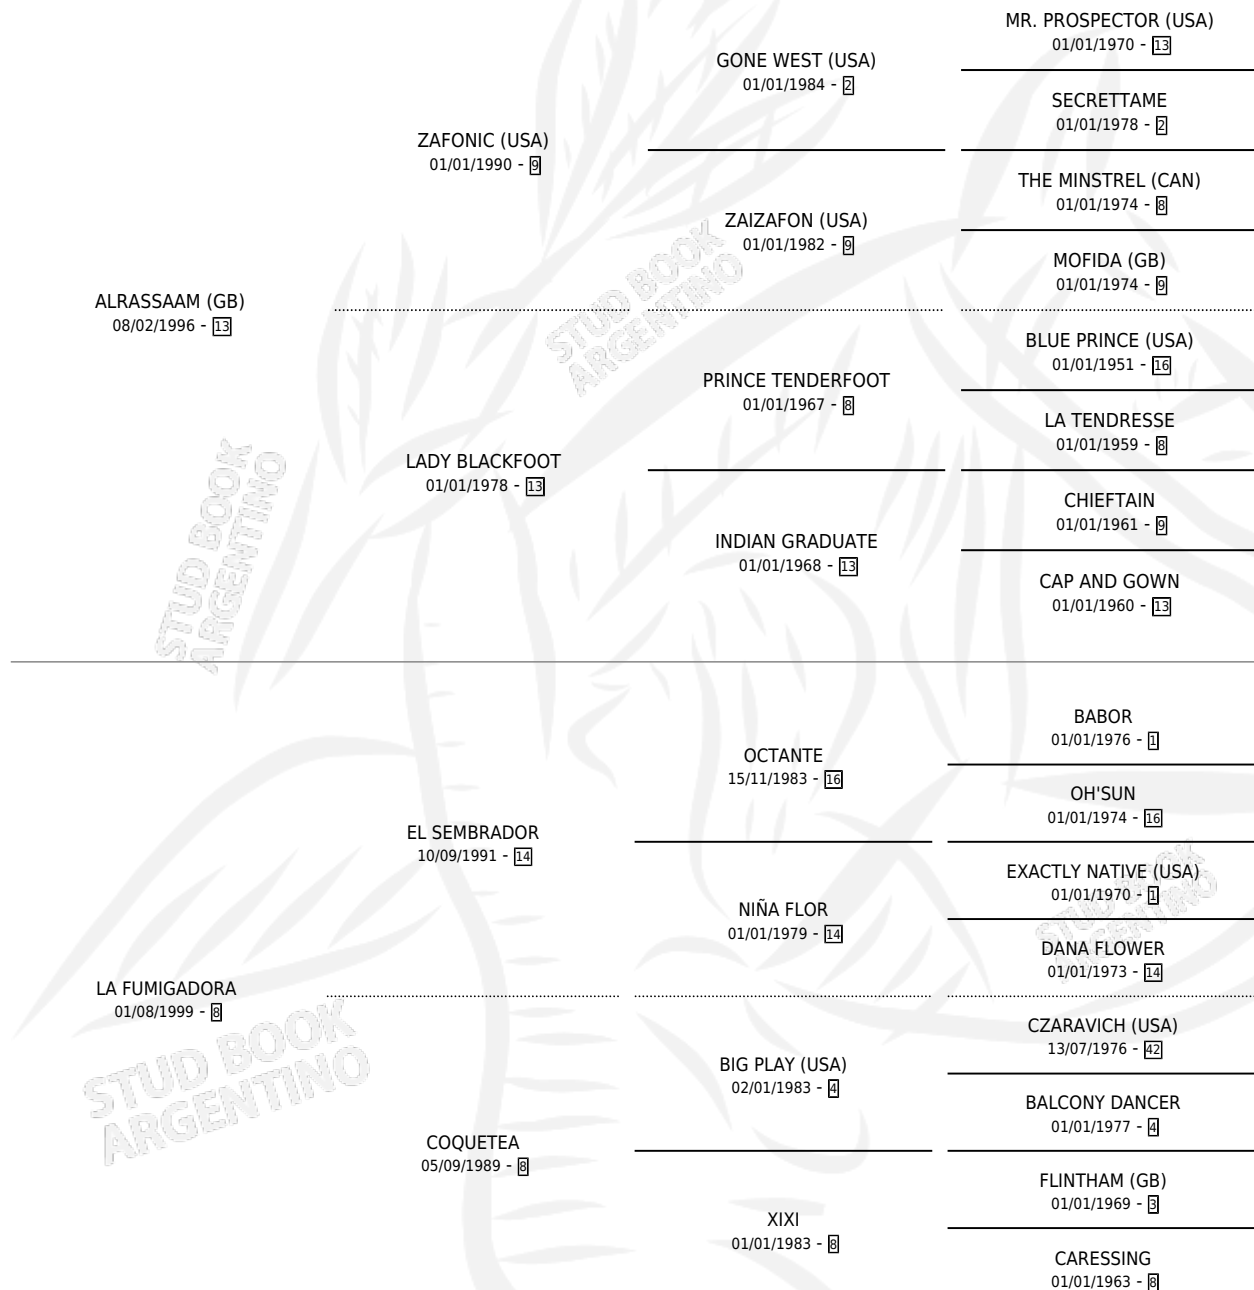 MR. PROSPECTOR (USA)
01/01/1970 - 13
GONE WEST (USA)
01/01/1984 - 2
SECRETTAME
01/01/1978 - 2
ZAFONIC (USA)
01/01/1990 - 9
THE MINSTREL (CAN)
01/01/1974 - 8
ZAIZAFON (USA)
01/01/1982 - 9
MOFIDA (GB)
01/01/1974 - 9
ALRASSAAM (GB)
08/02/1996 - 13
STUD BOOK
ARGENTINO
BLUE PRINCE (USA)
01/01/1951 - 16
PRINCE TENDERFOOT
01/01/1967 - 8
LA TENDRESSE
01/01/1959 - 8
LADY BLACKFOOT
01/01/1978 - 13
CHIEFTAIN
01/01/1961 - 9
INDIAN GRADUATE
01/01/1968 - 13
CAP AND GOWN
01/01/1960 - 13
STUD BOOK
ARGENTINO
BABOR
01/01/1976 - 1
OCTANTE
15/11/1983 - 16
OH'SUN
01/01/1974 - 16
EL SEMBRADOR
10/09/1991 - 14
EXACTLY NATIVE (USA)
01/01/1970 - 1
NIÑA FLOR
01/01/1979 - 14
DANA FLOWER
01/01/1973 - 14
STUD BOOK
ARGENTINO
LA FUMIGADORA
01/08/1999 - 8
CZARAVICH (USA)
13/07/1976 - 42
BIG PLAY (USA)
02/01/1983 - 4
BALCONY DANCER
01/01/1977 - 4
STUD BOOK
ARGENTINO
COQUETEA
05/09/1989 - 8
FLINTHAM (GB)
01/01/1969 - 3
XIXI
01/01/1983 - 8
CARESSING
01/01/1963 - 8